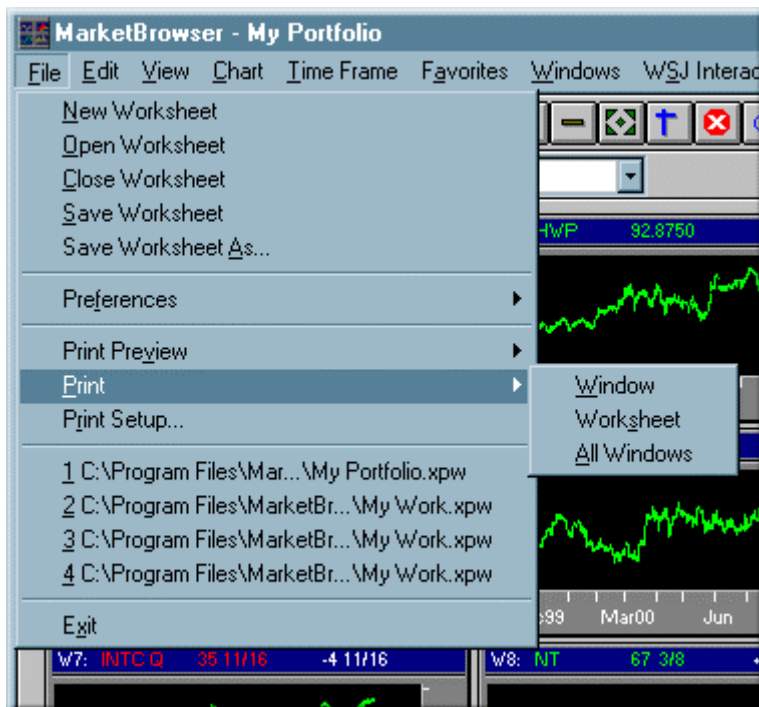 MarketBrowser - My Portfolio
File Edit View Chart Time Frame Favorites Windows WSJ Interac
New Worksheet
Open Worksheet
Close Worksheet
Save Worksheet
Save Worksheet As...
HWP 92.8750
Preferences
Print Preview
Print
Window
Print Setup...
Worksheet
All Windows
1 C:\Program Files\Mar...\My Portfolio.xpw
2 C:\Program Files\MarketBr...\My Work.xpw
3 C:\Program Files\MarketBr...\My Work.xpw
4 C:\Program Files\MarketBr...\My Work.xpw
Exit
c99 Mar00 Jun
W7: INTC Q 35 11/16 -4 11/16 W8: NT 67 3/8